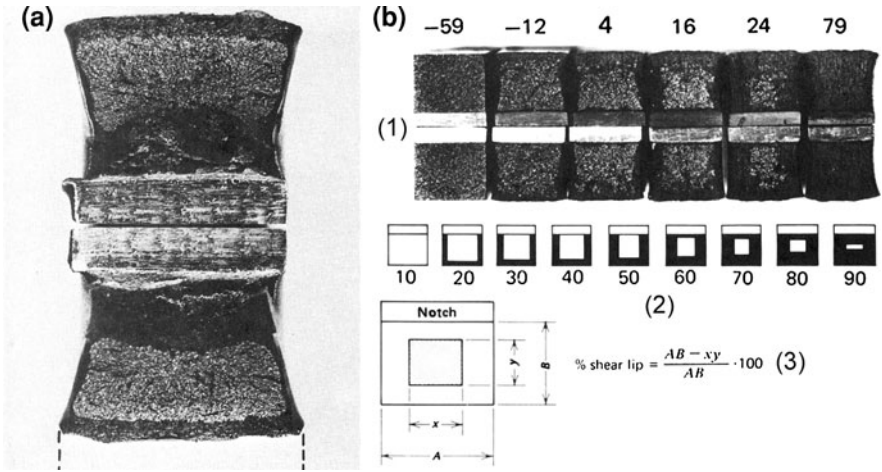 (a)
(b)
−59 −12 4 16 24 79
(1)
10 20 30 40 50 60 70 80 90
(2)
Notch
y
B
x
A
% shear lip = AB − xy / AB · 100 (3)